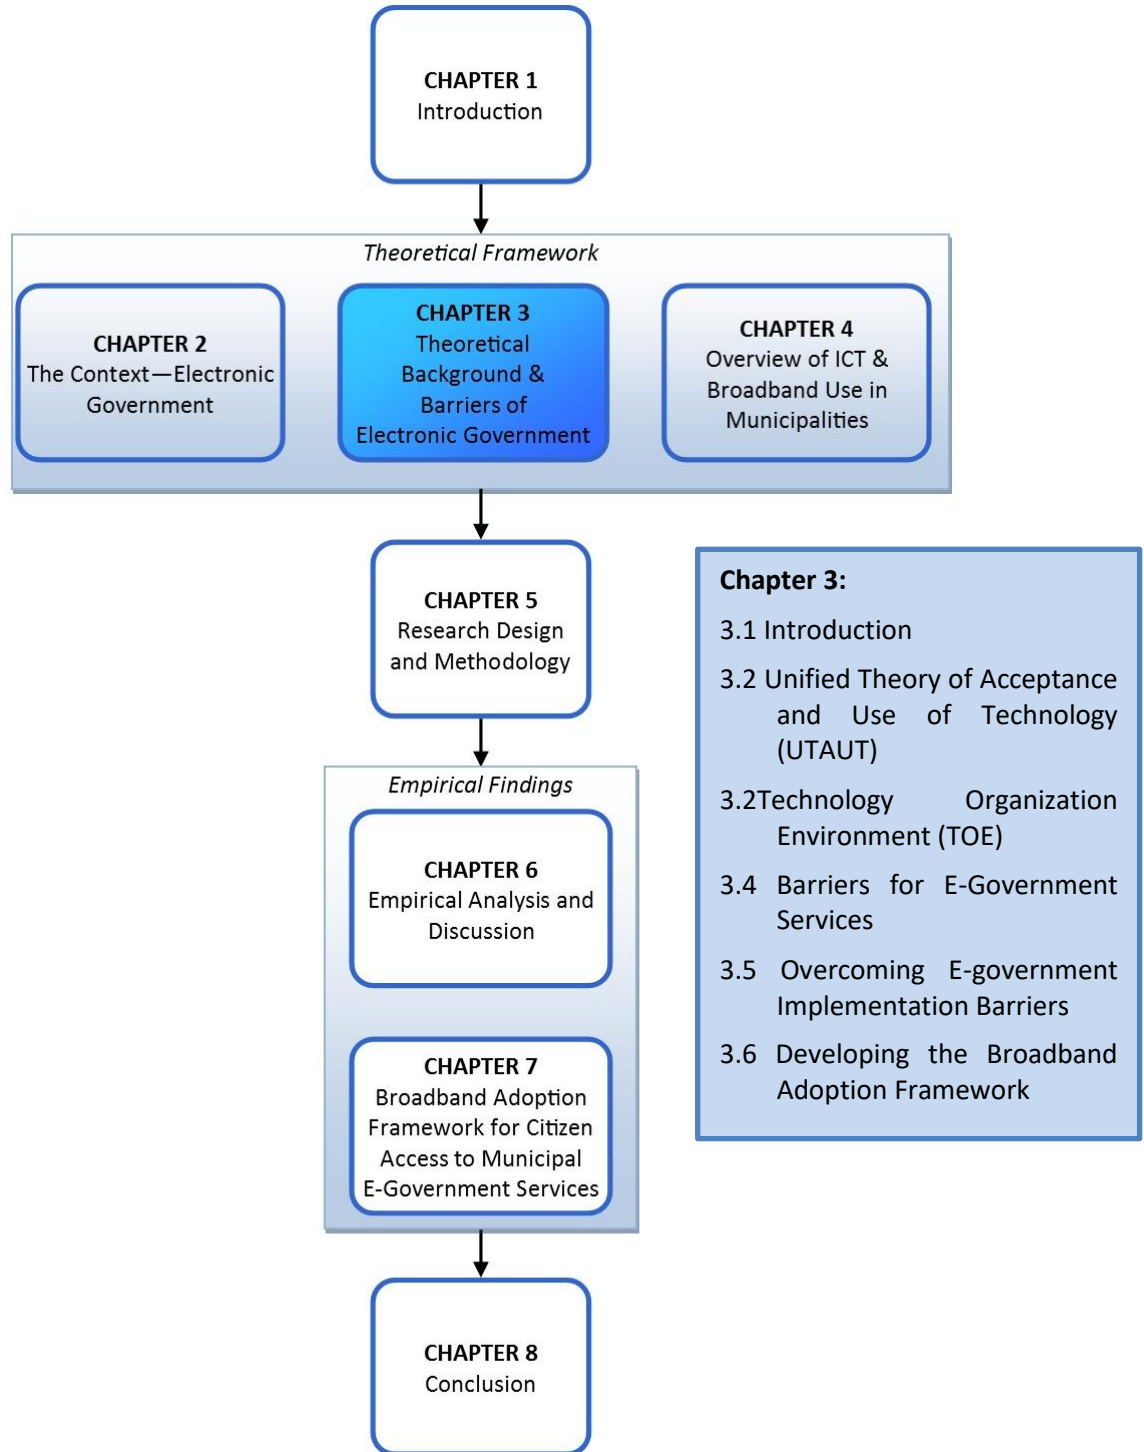 CHAPTER 1
Introduction
Theoretical Framework
CHAPTER 2
The Context—Electronic
Government
CHAPTER 3
Theoretical
Background &
Barriers of
Electronic Government
CHAPTER 4
Overview of ICT &
Broadband Use in
Municipalities
CHAPTER 5
Research Design
and Methodology
Chapter 3:
3.1 Introduction
3.2 Unified Theory of Acceptance
and Use of Technology
(UTAUT)
3.2Technology Organization
Environment (TOE)
3.4 Barriers for E-Government
Services
3.5 Overcoming E-government
Implementation Barriers
3.6 Developing the Broadband
Adoption Framework
Empirical Findings
CHAPTER 6
Empirical Analysis and
Discussion
CHAPTER 7
Broadband Adoption
Framework for Citizen
Access to Municipal
E-Government Services
CHAPTER 8
Conclusion